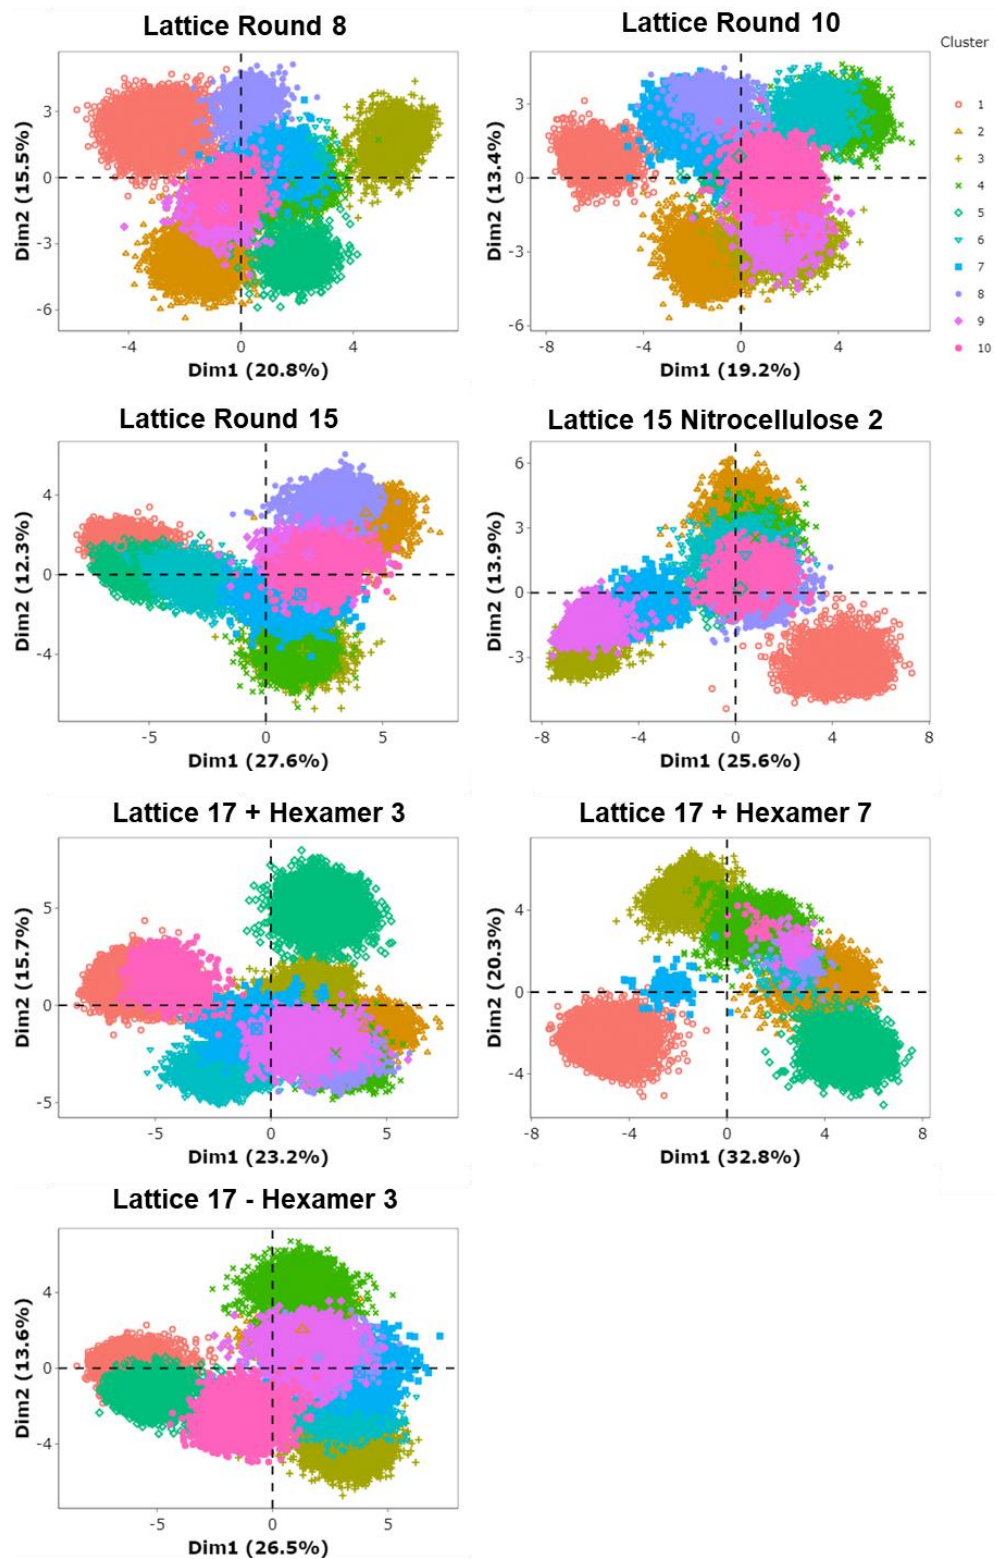 Lattice Round 8
Lattice Round 10
Cluster
3
0
-3
-6
Dim2 (15.5%)
-4
0
4
Dim1 (20.8%)
3
0
-3
-6
Dim2 (13.4%)
-8
-4
0
4
Dim1 (19.2%)
1
2
3
4
5
6
7
8
9
10
Lattice Round 15
Lattice 15 Nitrocellulose 2
4
0
-4
Dim2 (12.3%)
-5
0
5
Dim1 (27.6%)
6
3
0
-3
Dim2 (13.9%)
-8
-4
0
4
8
Dim1 (25.6%)
Lattice 17 + Hexamer 3
Lattice 17 + Hexamer 7
5
0
-5
Dim2 (15.7%)
-5
0
5
Dim1 (23.2%)
4
0
-4
Dim2 (20.3%)
-8
-4
0
4
8
Dim1 (32.8%)
Lattice 17 - Hexamer 3
4
0
-4
Dim2 (13.6%)
-5
0
5
Dim1 (26.5%)